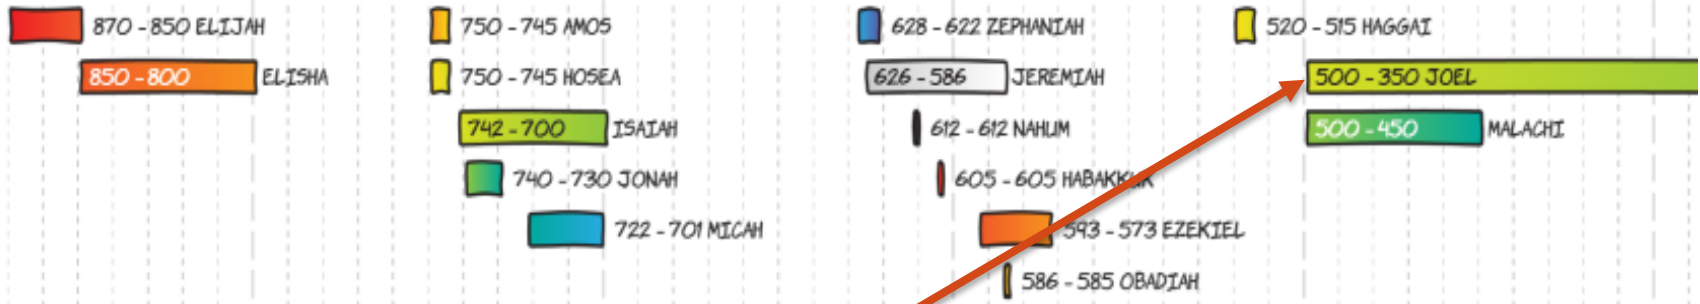 870 - 850 ELIJAH
850 - 800 ELISHA
750 - 745 AMOS
750 - 745 HOSEA
742 - 700 ISAIAH
740 - 730 JONAH
722 - 701 MICAH
628 - 622 ZEPHANIAH
626 - 586 JEREMIAH
612 - 612 NAHUM
605 - 605 HABAKKUK
593 - 573 EZEKIEL
586 - 585 OBADIAH
520 - 515 HAGGAI
500 - 350 JOEL
500 - 450 MALACHI